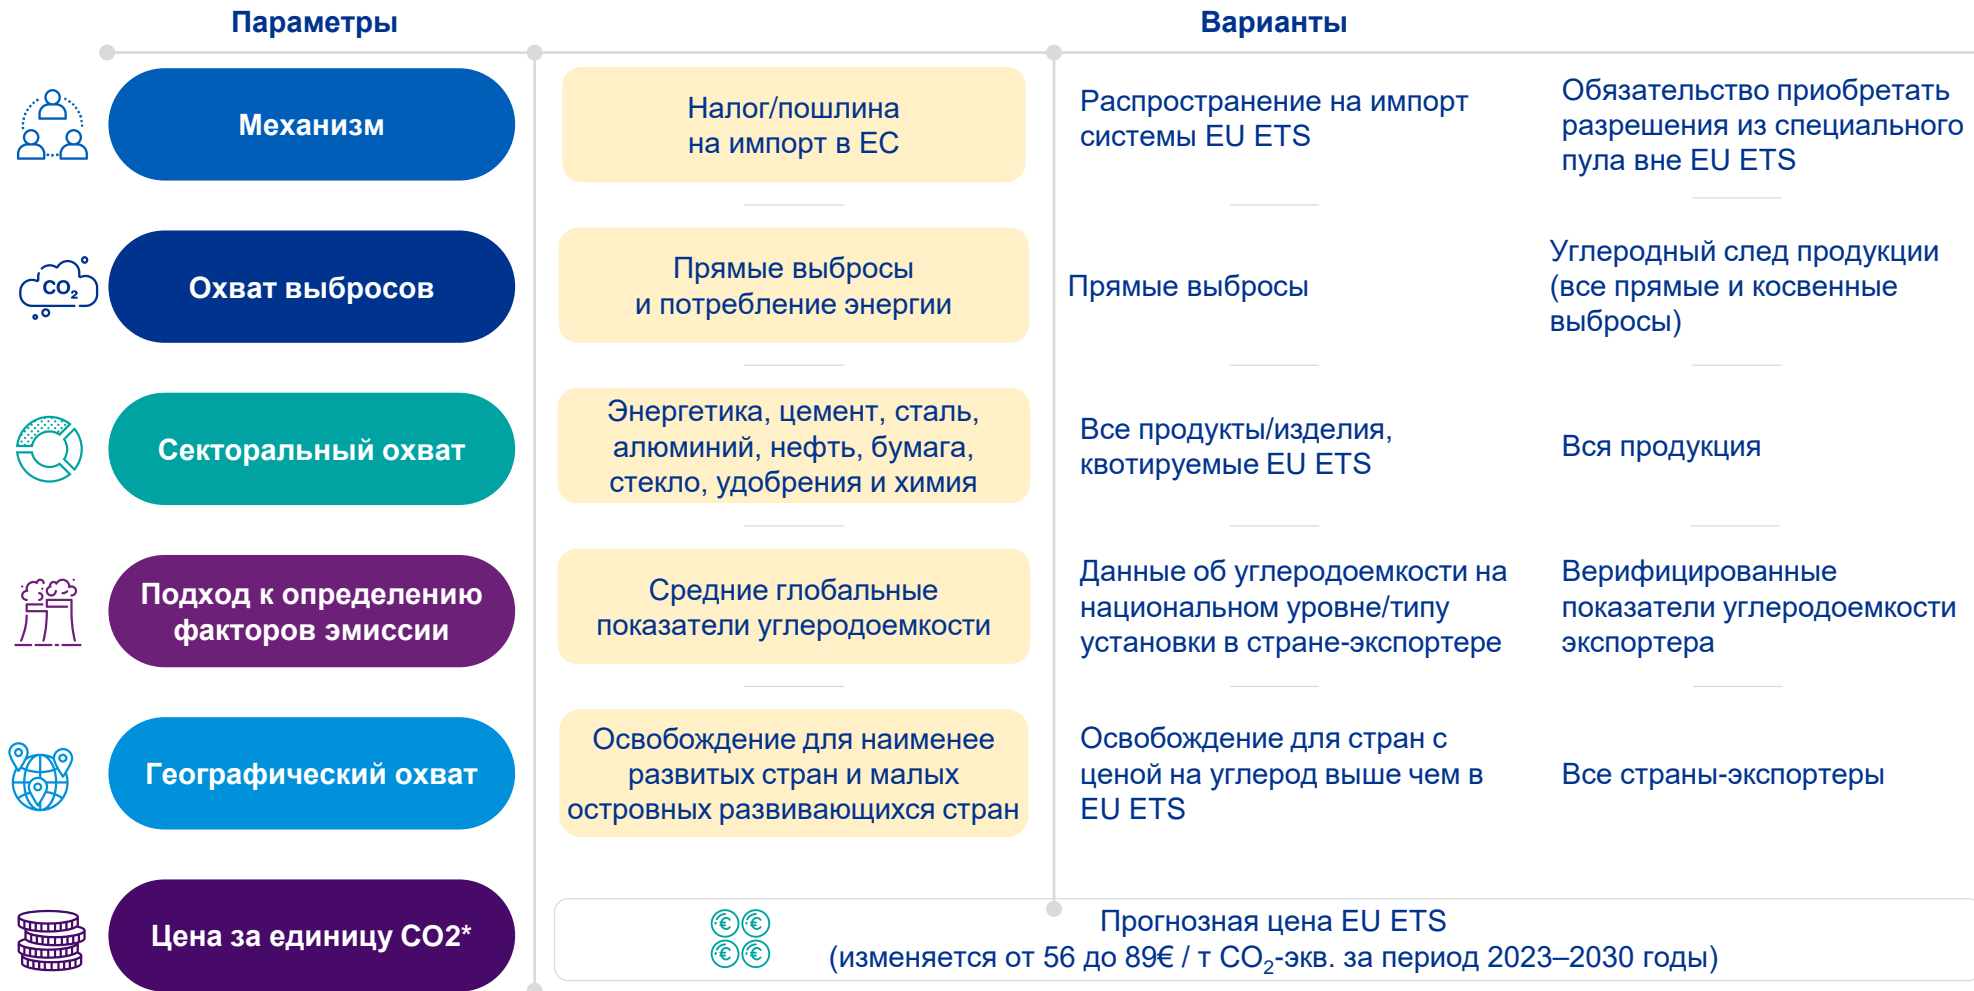 Параметры
Варианты
Механизм
Налог/пошлина
на импорт в ЕС
Распространение на импорт
системы EU ETS
Обязательство приобретать
разрешения из специального
пула вне EU ETS
CO₂
Охват выбросов
Прямые выбросы
и потребление энергии
Прямые выбросы
Углеродный след продукции
(все прямые и косвенные
выбросы)
Секторальный охват
Энергетика, цемент, сталь,
алюминий, нефть, бумага,
стекло, удобрения и химия
Все продукты/изделия,
квотируемые EU ETS
Вся продукция
Подход к определению
факторов эмиссии
Средние глобальные
показатели углеродоемкости
Данные об углеродоемкости на
национальном уровне/типу
установки в стране-экспортере
Верифицированные
показатели углеродоемкости
экспортера
Географический охват
Освобождение для наименее
развитых стран и малых
островных развивающихся стран
Освобождение для стран с
ценой на углерод выше чем в
EU ETS
Все страны-экспортеры
Цена за единицу CO2*
€ €
€ €
Прогнозная цена EU ETS
(изменяется от 56 до 89€ / т CO₂-экв. за период 2023–2030 годы)